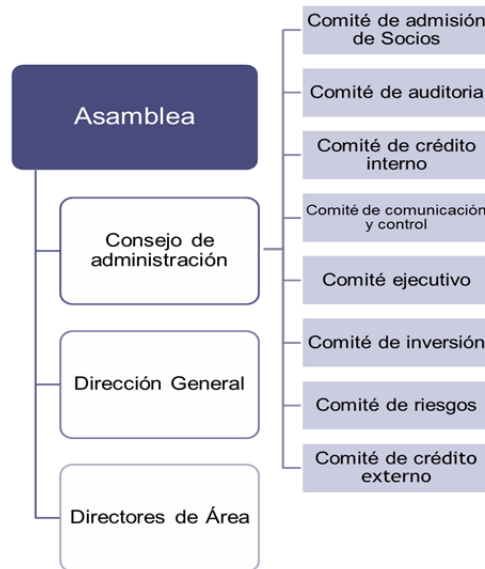 Asamblea
Consejo de
administración
Dirección General
Directores de Área
Comité de admisión
de Socios
Comité de auditoria
Comité de crédito
interno
Comité de comunicación
y control
Comité ejecutivo
Comité de inversión
Comité de riesgos
Comité de crédito
externo